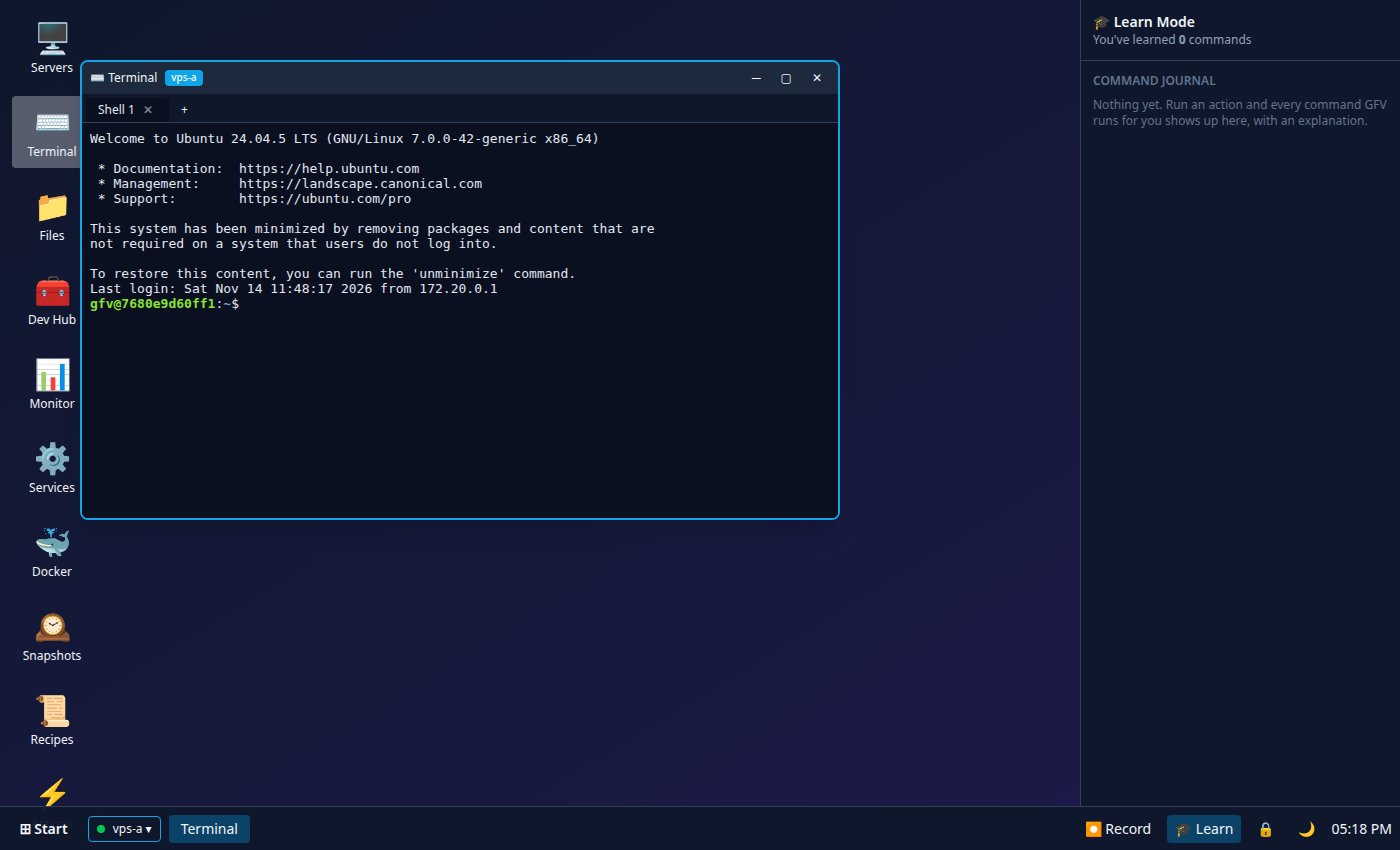 Servers
Terminal
Files
Dev Hub
Monitor
Services
Docker
Snapshots
Recipes
Terminal vps-a
Shell 1
+
Welcome to Ubuntu 24.04.5 LTS (GNU/Linux 7.0.0-42-generic x86_64)
* Documentation: https://help.ubuntu.com
* Management: https://landscape.canonical.com
* Support: https://ubuntu.com/pro
This system has been minimized by removing packages and content that are
not required on a system that users do not log into.
To restore this content, you can run the 'unminimize' command.
Last login: Sat Nov 14 11:48:17 2026 from 172.20.0.1
gfv@7680e9d60ff1:~$
Learn Mode
You've learned 0 commands
COMMAND JOURNAL
Nothing yet. Run an action and every command GFV
runs for you shows up here, with an explanation.
Start vps-a ▾ Terminal Record Learn 05:18 PM